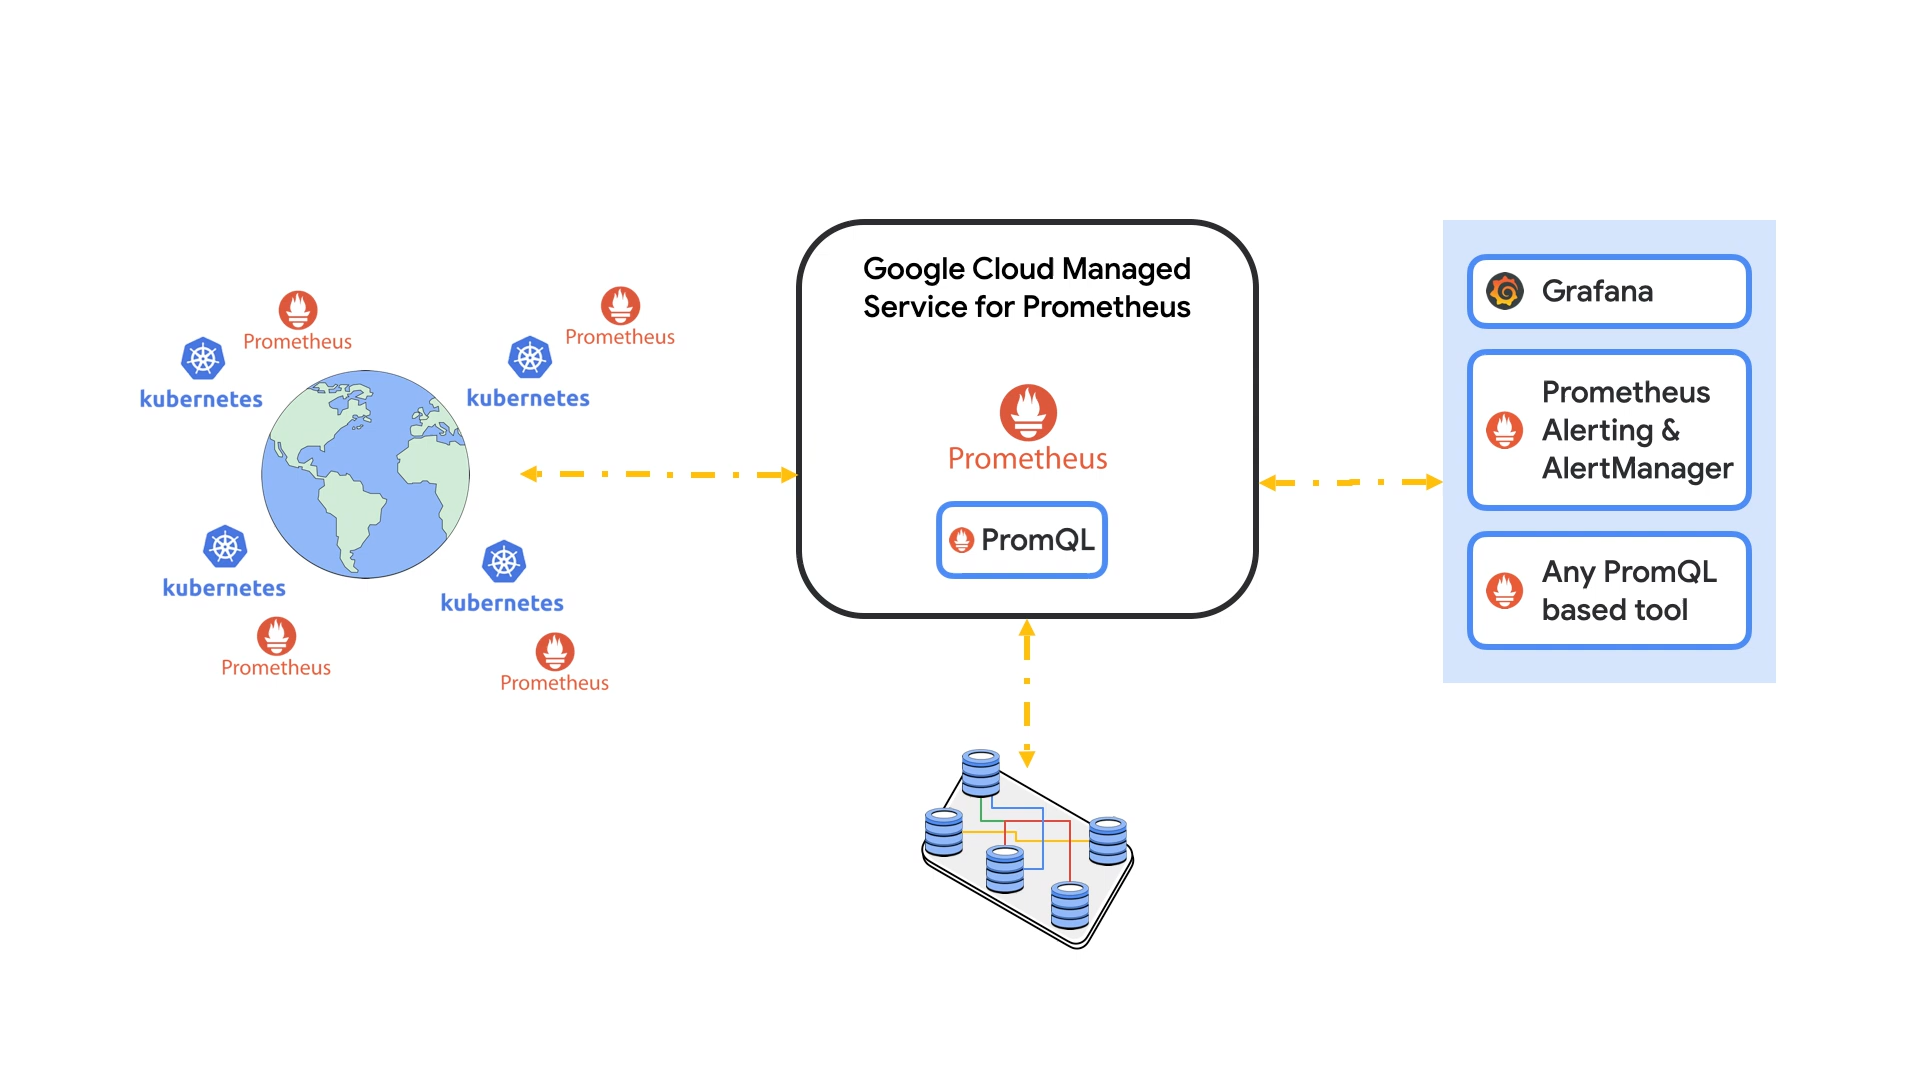 Prometheus
kubernetes
Prometheus
kubernetes
kubernetes
Prometheus
kubernetes
Prometheus
Google Cloud Managed
Service for Prometheus
Prometheus
PromQL
Grafana
Prometheus
Alerting &
AlertManager
Any PromQL
based tool